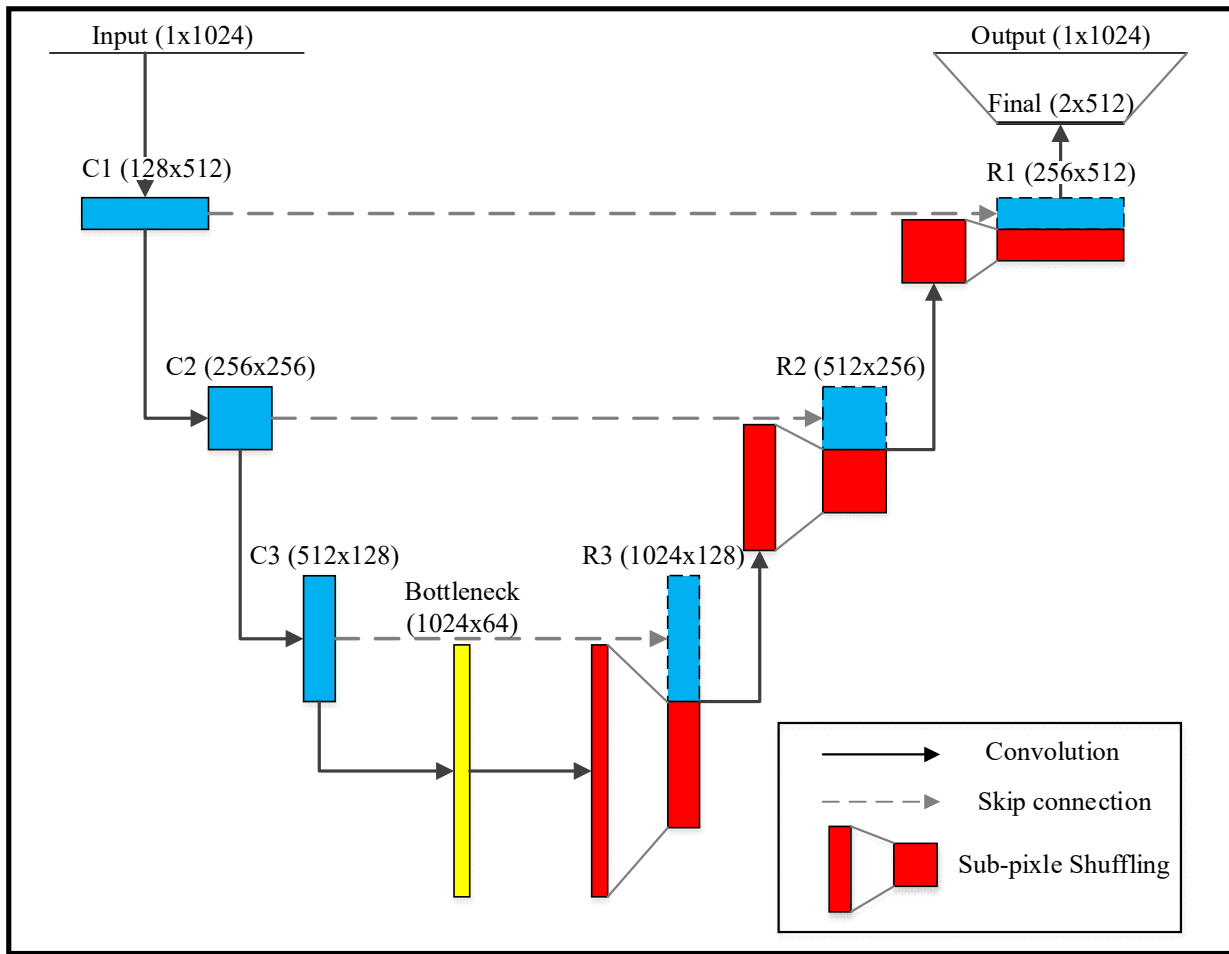 Input (1x1024)
Output (1x1024)
Final (2x512)
C1 (128x512)
R1 (256x512)
C2 (256x256)
R2 (512x256)
C3 (512x128)
R3 (1024x128)
Bottleneck
(1024x64)
Convolution
Skip connection
Sub-pixle Shuffling